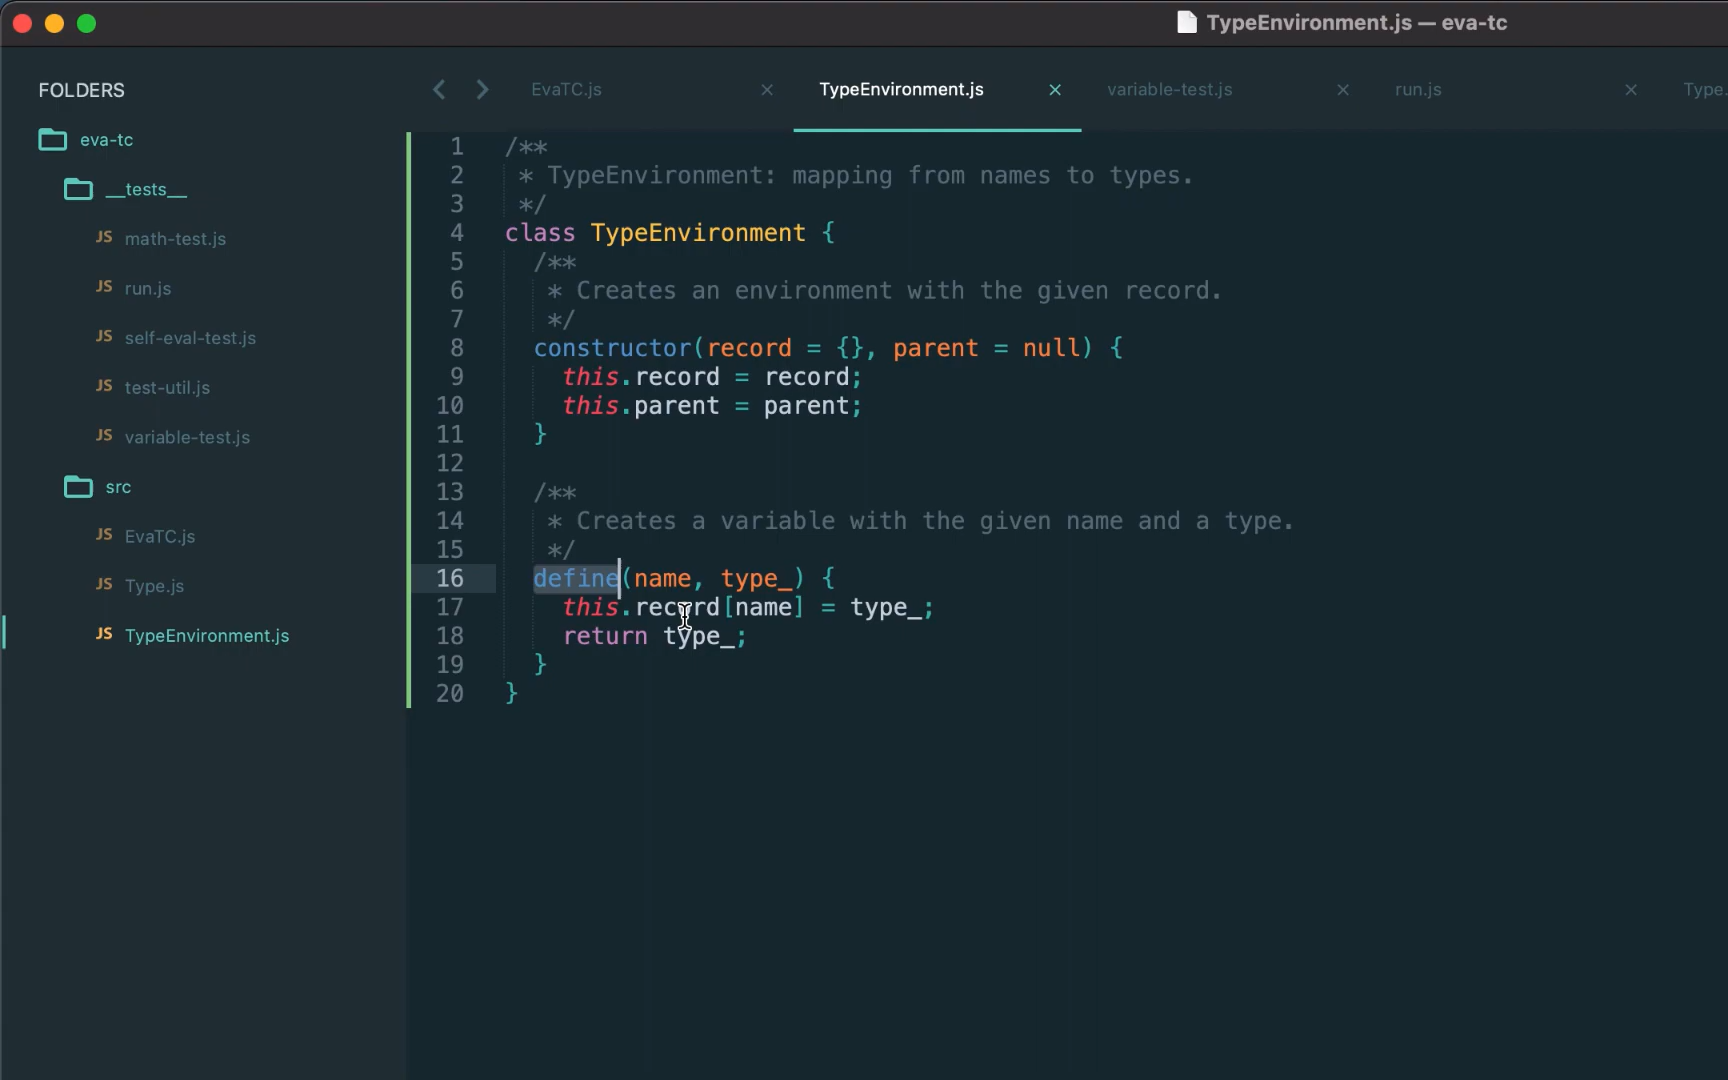 TypeEnvironment.js — eva-tc
FOLDERS
eva-tc
__tests__
JS math-test.js
JS run.js
JS self-eval-test.js
JS test-util.js
JS variable-test.js
src
JS EvaTC.js
JS Type.js
JS TypeEnvironment.js
EvaTC.js × TypeEnvironment.js × variable-test.js × run.js × Type.
1 /**
2  * TypeEnvironment: mapping from names to types.
3  */
4 class TypeEnvironment {
5   /**
6    * Creates an environment with the given record.
7    */
8   constructor(record = {}, parent = null) {
9     this.record = record;
10     this.parent = parent;
11   }
12
13   /**
14    * Creates a variable with the given name and a type.
15    */
16   define(name, type_) {
17     this.record[name] = type_;
18     return type_;
19   }
20 }